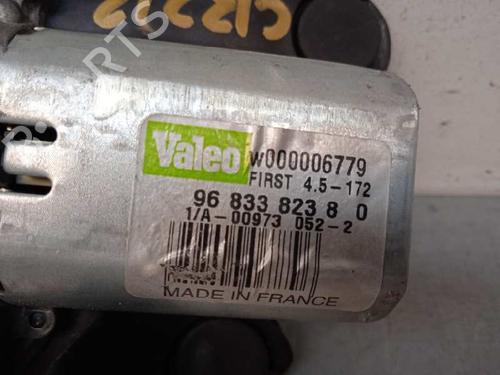 Valeo
W000006779
FIRST 4.5-172
96 833 823 8 0
1/A-00973 052-2
MADE IN FRANCE